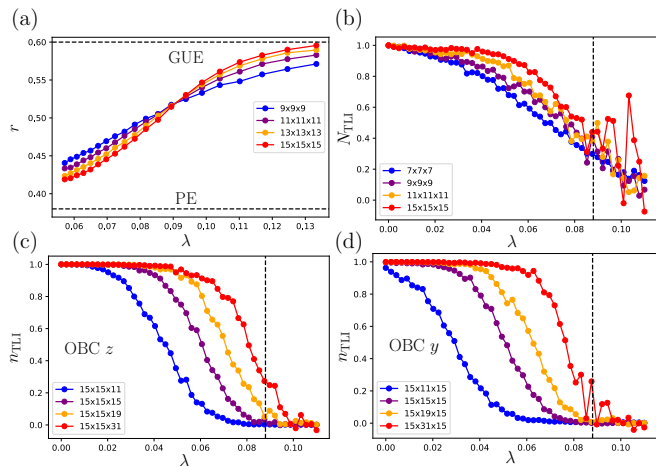 (a)
0,60
GUE
0,55
r
0,50
0,45
0,40
PE
9x9x9
11x11x11
13x13x13
15x15x15
0,06 0,07 0,08 0,09 0,10 0,11 0,12 0,13
λ
(b)
1.0
0.8
0.6
N_TLI
0.4
0.2
0.0
7x7x7
9x9x9
11x11x11
15x15x15
0.00 0.02 0.04 0.06 0.08 0.10
λ
(c)
1.0
0.8
0.6
n_TLI
0.4
0.2
0.0
OBC z
15x15x11
15x15x15
15x15x19
15x15x31
0.00 0.02 0.04 0.06 0.08 0.10
λ
(d)
1.0
0.8
0.6
n_TLI
0.4
0.2
0.0
OBC y
15x11x15
15x15x15
15x19x15
15x31x15
0.00 0.02 0.04 0.06 0.08 0.10
λ